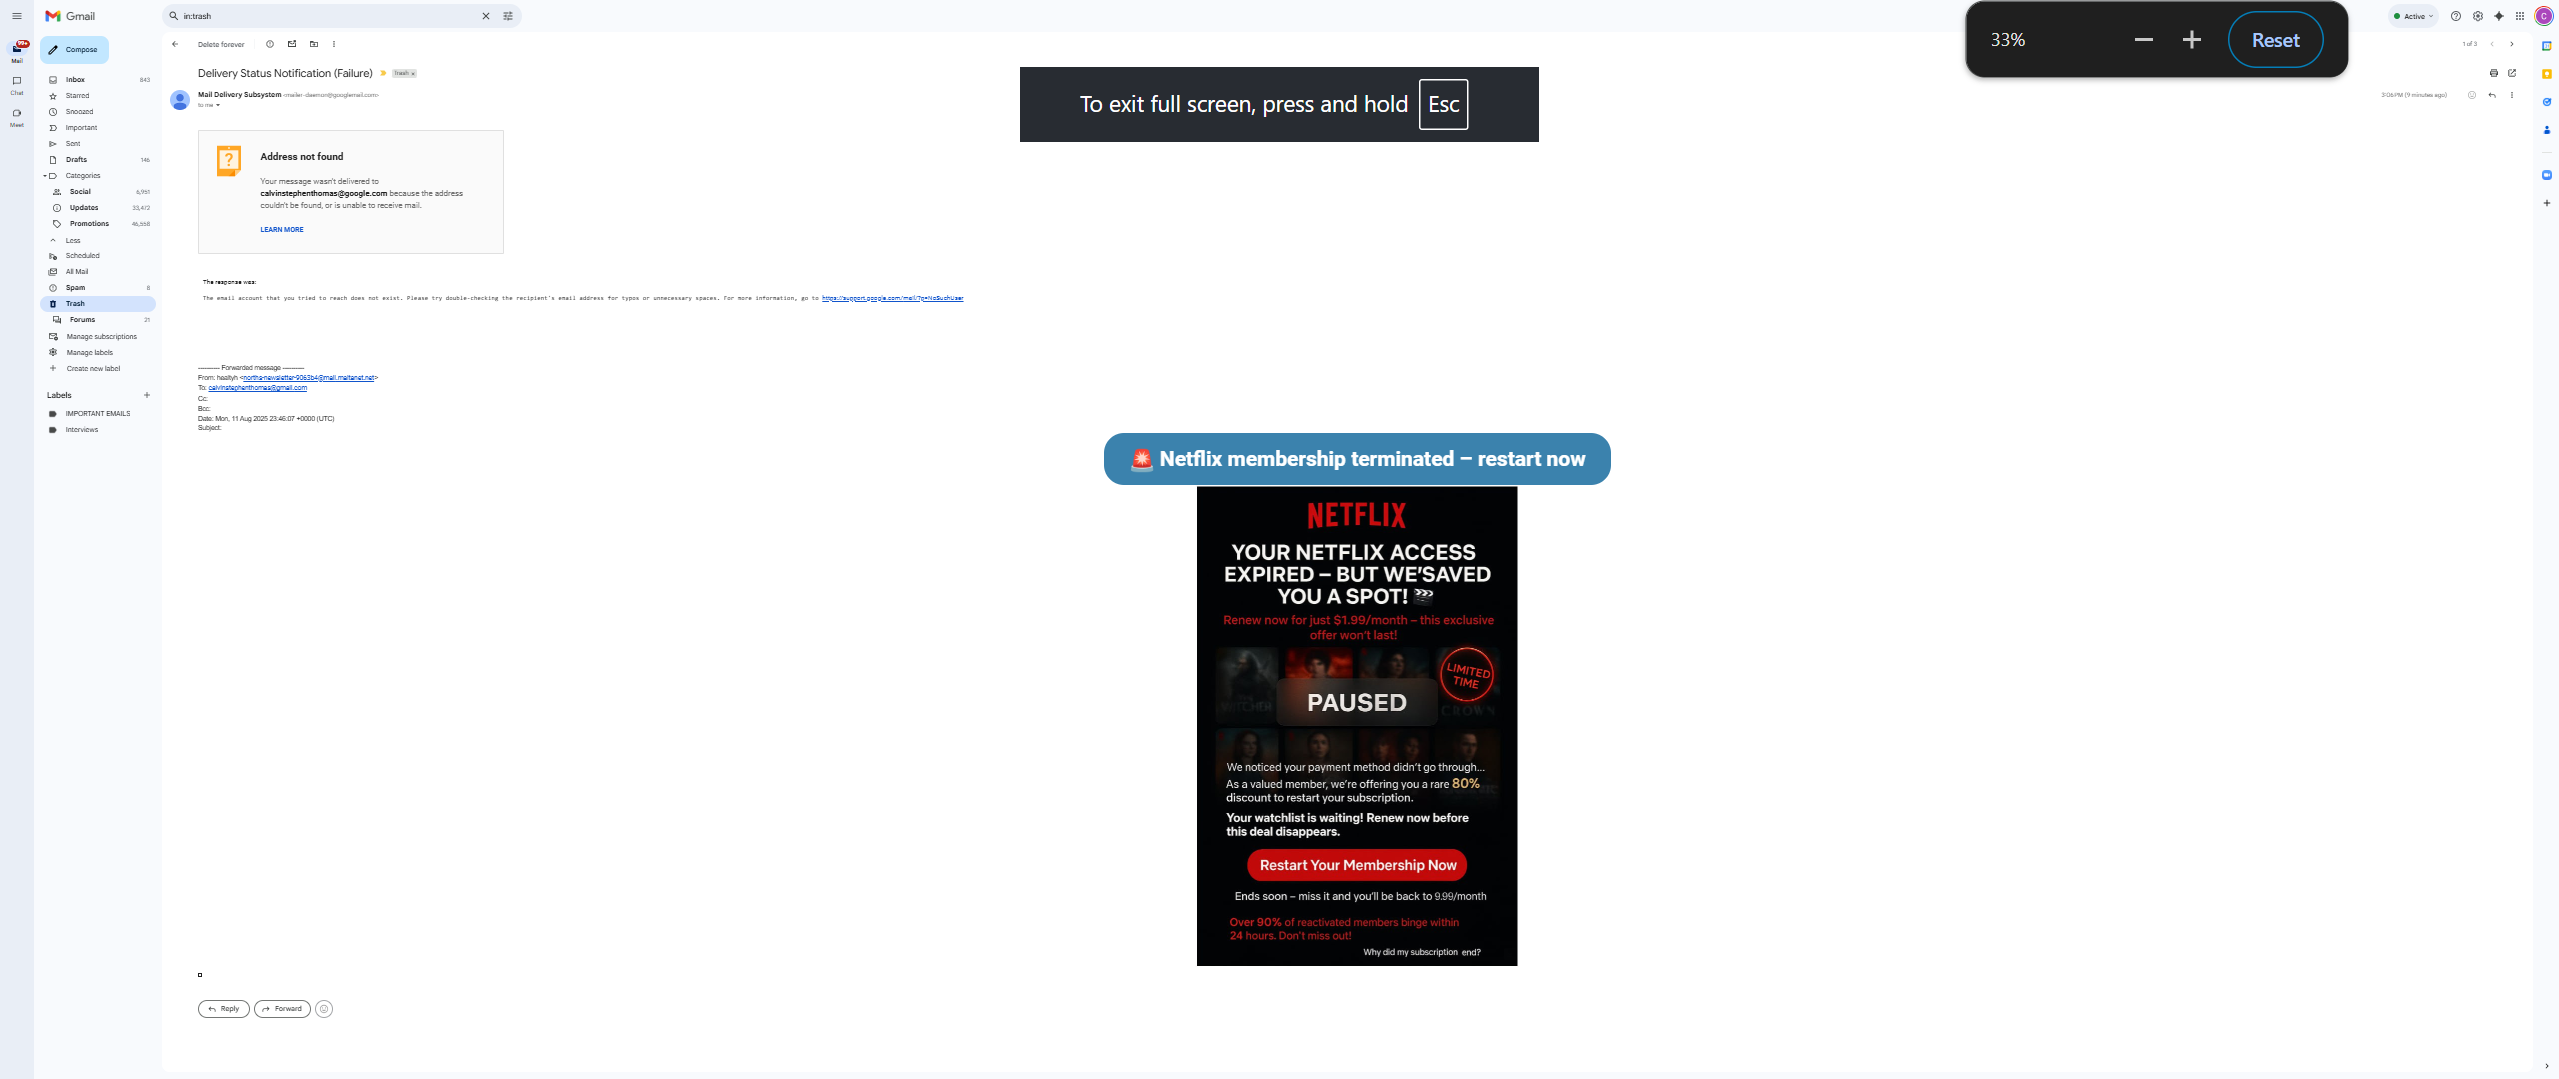 Gmail
in:trash
33%
Reset
Active
99+
Mail
Chat
Meet
Compose
Inbox 843
Starred
Snoozed
Important
Sent
Drafts 146
Categories
Social 6,951
Updates 33,472
Promotions 46,558
Less
Scheduled
All Mail
Spam 8
Trash
Forums 21
Manage subscriptions
Manage labels
Create new label
Labels
IMPORTANT EMAILS
Interviews
Delete forever
1 of 3
To exit full screen, press and hold Esc
Delivery Status Notification (Failure)
Trash x
Mail Delivery Subsystem <mailer-daemon@googlemail.com>
to me
3:06 PM (9 minutes ago)
Address not found
Your message wasn't delivered to
calvinstephenthomas@google.com because the address
couldn't be found, or is unable to receive mail.
LEARN MORE
The response was:
The email account that you tried to reach does not exist. Please try double-checking the recipient's email address for typos or unnecessary spaces. For more information, go to https://support.google.com/mail/?p=NoSuchUser
---------- Forwarded message ----------
From: healtyh <norths-newsletter-9063b4@mail.maitanet.net>
To: calvinstephenthomas@gmail.com
Cc:
Bcc:
Date: Mon, 11 Aug 2025 23:46:07 +0000 (UTC)
Subject:
🚨 Netflix membership terminated – restart now
NETFLIX
YOUR NETFLIX ACCESS
EXPIRED – BUT WE'SAVED
YOU A SPOT! 🎬
Renew now for just $1.99/month – this exclusive
offer won't last!
LIMITED
TIME
PAUSED
CROWN
We noticed your payment method didn't go through...
As a valued member, we're offering you a rare 80%
discount to restart your subscription.
Your watchlist is waiting! Renew now before
this deal disappears.
Restart Your Membership Now
Ends soon – miss it and you'll be back to 9.99/month
Over 90% of reactivated members binge within
24 hours. Don't miss out!
Why did my subscription end?
Reply
Forward
C